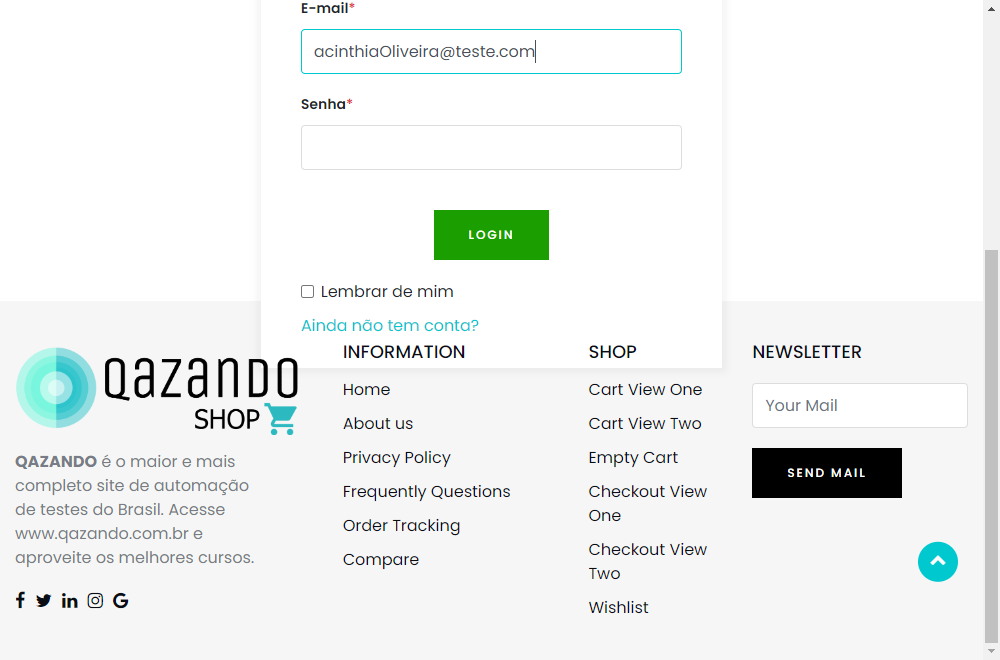 E-mail*
acinthiaOliveira@teste.com
Senha*
LOGIN
Lembrar de mim
Ainda não tem conta?
QAZANDO
SHOP
QAZANDO é o maior e mais
completo site de automação
de testes do Brasil. Acesse
www.qazando.com.br e
aproveite os melhores cursos.
INFORMATION
Home
About us
Privacy Policy
Frequently Questions
Order Tracking
Compare
SHOP
Cart View One
Cart View Two
Empty Cart
Checkout View
One
Checkout View
Two
Wishlist
NEWSLETTER
Your Mail
SEND MAIL